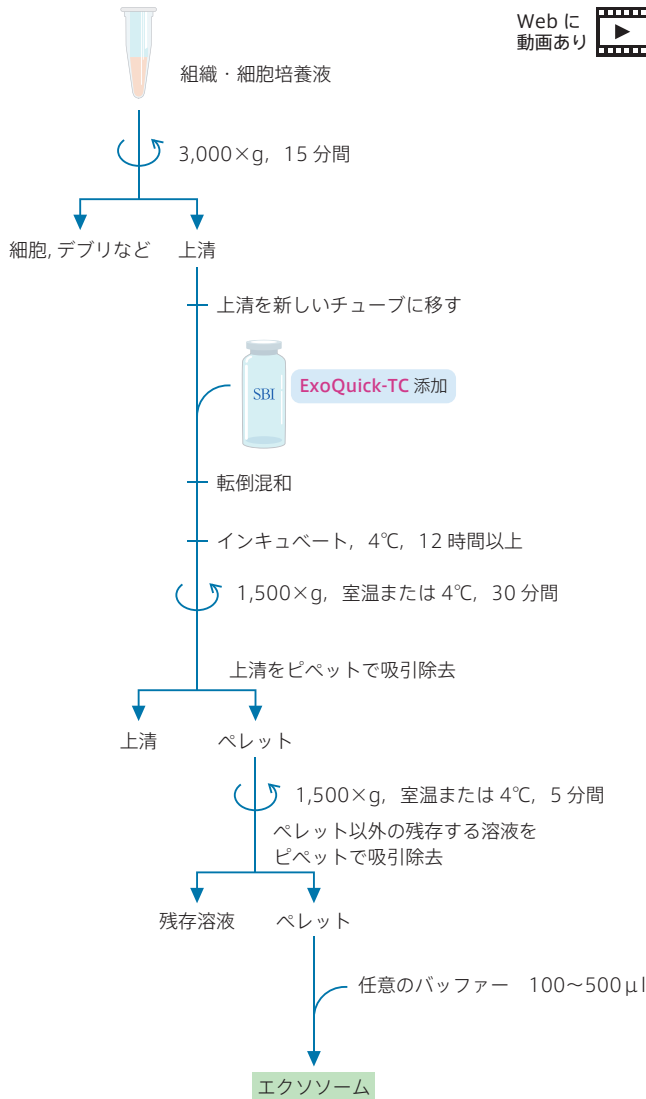 Web に
動画あり
組織・細胞培養液
3,000×g, 15 分間
細胞, デブリなど
上清
上清を新しいチューブに移す
SBI
ExoQuick-TC 添加
転倒混和
インキュベート, 4℃, 12 時間以上
1,500×g, 室温または 4℃, 30 分間
上清をピペットで吸引除去
上清
ペレット
1,500×g, 室温または 4℃, 5 分間
ペレット以外の残存する溶液を
ピペットで吸引除去
残存溶液
ペレット
任意のバッファー 100〜500μl
エクソソーム